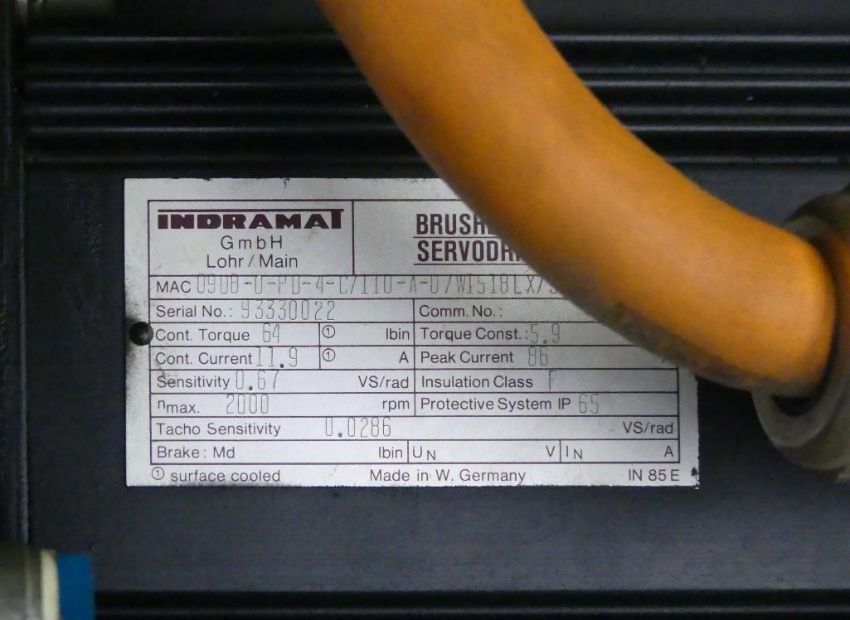 INDRAMAT
GmbH
Lohr / Main
BRUSH
SERVODR
MAC 090B-0-PD-4-C/110-A-0/WI518LX/
Serial No.: 93330022 Comm. No.:
Cont. Torque 64 ① lbin Torque Const.: 5.9
Cont. Current 11.9 ① A Peak Current 86
Sensitivity 0.67 VS/rad Insulation Class F
nmax. 2000 rpm Protective System IP 65
Tacho Sensitivity 0.0286 VS/rad
Brake: Md lbin UN V IN A
① surface cooled Made in W. Germany IN 85 E